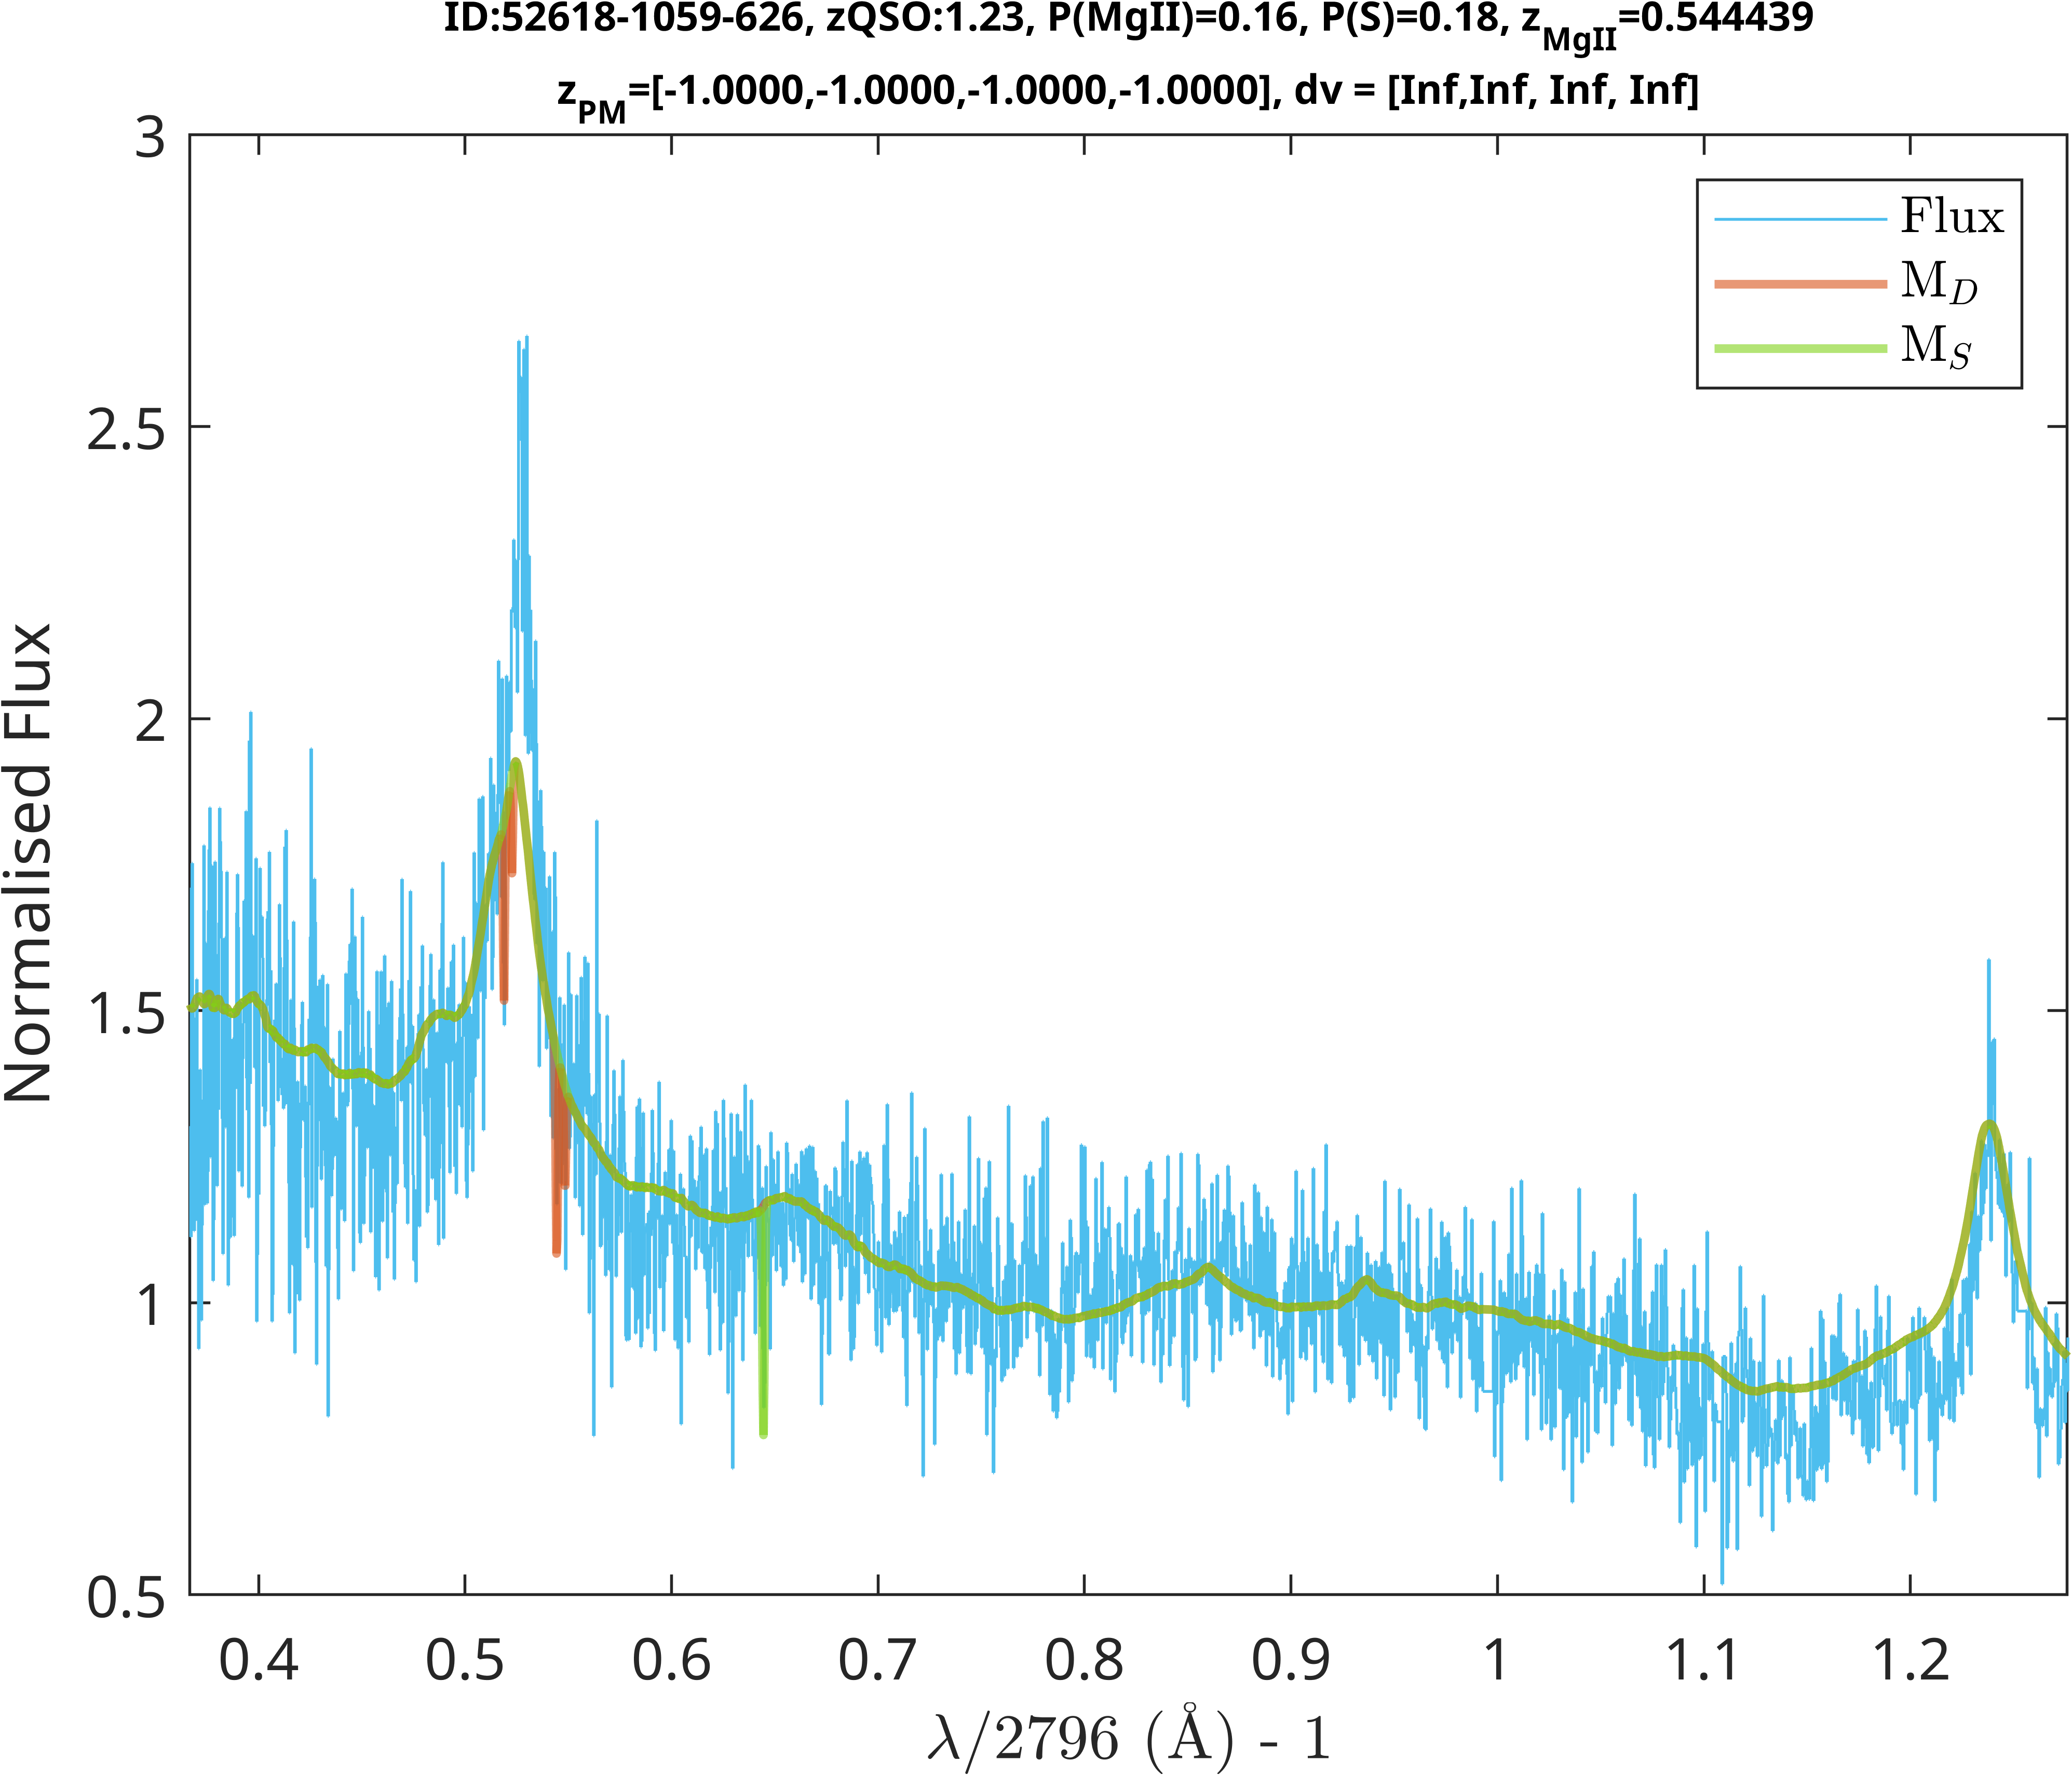 ID:52618-1059-626, zQSO:1.23, P(MgII)=0.16, P(S)=0.18, zMgII=0.544439
zPM=[-1.0000,-1.0000,-1.0000,-1.0000], dv = [Inf,Inf, Inf, Inf]
3
2.5
2
1.5
1
0.5
Normalised Flux
Flux
MD
MS
0.4 0.5 0.6 0.7 0.8 0.9 1 1.1 1.2
λ/2796 (Å) - 1